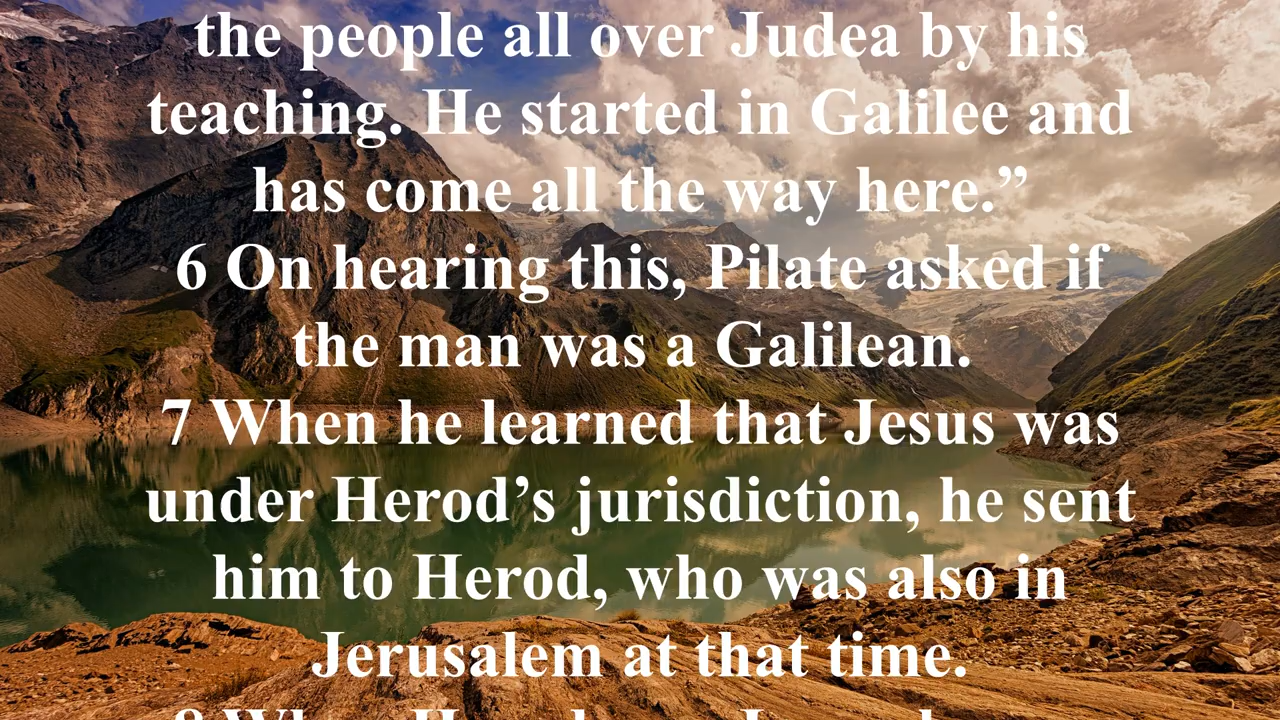 the people all over Judea by his
teaching. He started in Galilee and
has come all the way here.”
6 On hearing this, Pilate asked if
the man was a Galilean.
7 When he learned that Jesus was
under Herod’s jurisdiction, he sent
him to Herod, who was also in
Jerusalem at that time.